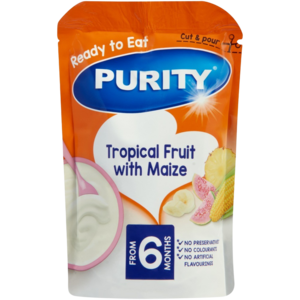 Ready to Eat
Cut & pour
PURITY
Tropical Fruit
with Maize
FROM
6
MONTHS
NO PRESERVATIVES
NO COLOURANTS
NO ARTIFICIAL
FLAVOURINGS